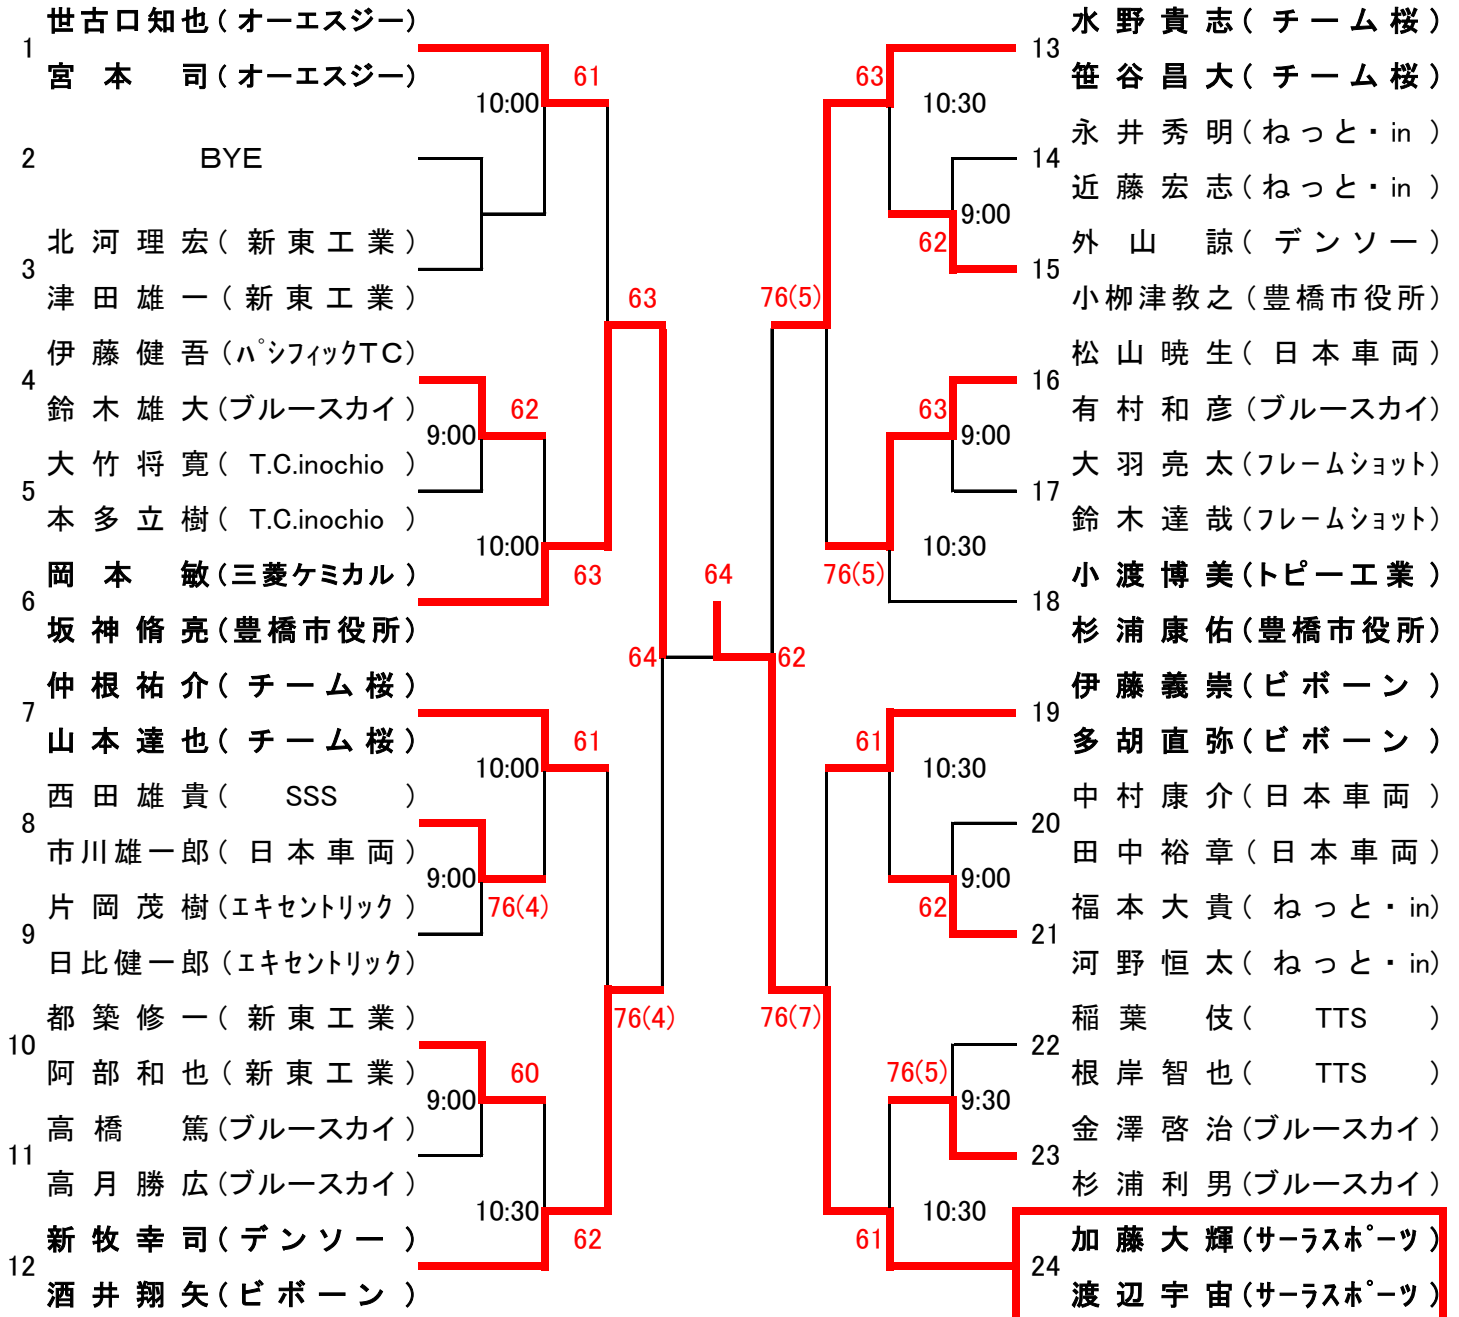 世古口知也(オーエスジー)
1
宮本 司(オーエスジー)
61
10:00
2 BYE
北河理宏(新東工業)
3
津田雄一(新東工業)
63
伊藤健吾(パシフィックTC)
4
鈴木雄大(ブルースカイ)
62
9:00
大竹将寛(T.C.inochio)
5
本多立樹(T.C.inochio)
10:00
岡本 敏(三菱ケミカル)
63
6
坂神脩亮(豊橋市役所)
64
仲根祐介(チーム桜)
7
山本達也(チーム桜)
61
10:00
西田雄貴(SSS)
8
市川雄一郎(日本車両)
9:00
片岡茂樹(エキセントリック)
76(4)
9
日比健一郎(エキセントリック)
都築修一(新東工業)
76(4)
10
阿部和也(新東工業)
60
9:00
高橋 篤(ブルースカイ)
11
高月勝広(ブルースカイ)
10:30
新牧幸司(デンソー)
62
12
酒井翔矢(ビボーン)
64
水野貴志(チーム桜)
13
笹谷昌大(チーム桜)
63
10:30
永井秀明(ねっと・in)
14
近藤宏志(ねっと・in)
9:00
外山 諒(デンソー)
62
15
小栁津教之(豊橋市役所)
76(5)
松山暁生(日本車両)
16
有村和彦(ブルースカイ)
63
9:00
大羽亮太(フレームショット)
17
鈴木達哉(フレームショット)
10:30
小渡博美(トピー工業)
76(5)
18
杉浦康佑(豊橋市役所)
62
伊藤義崇(ビボーン)
19
多胡直弥(ビボーン)
61
10:30
中村康介(日本車両)
20
田中裕章(日本車両)
9:00
福本大貴(ねっと・in)
62
21
河野恒太(ねっと・in)
稲葉 伎(TTS)
76(7)
22
根岸智也(TTS)
76(5)
9:30
金澤啓治(ブルースカイ)
23
杉浦利男(ブルースカイ)
10:30
加藤大輝(サーラスポーツ)
61
24
渡辺宇宙(サーラスポーツ)